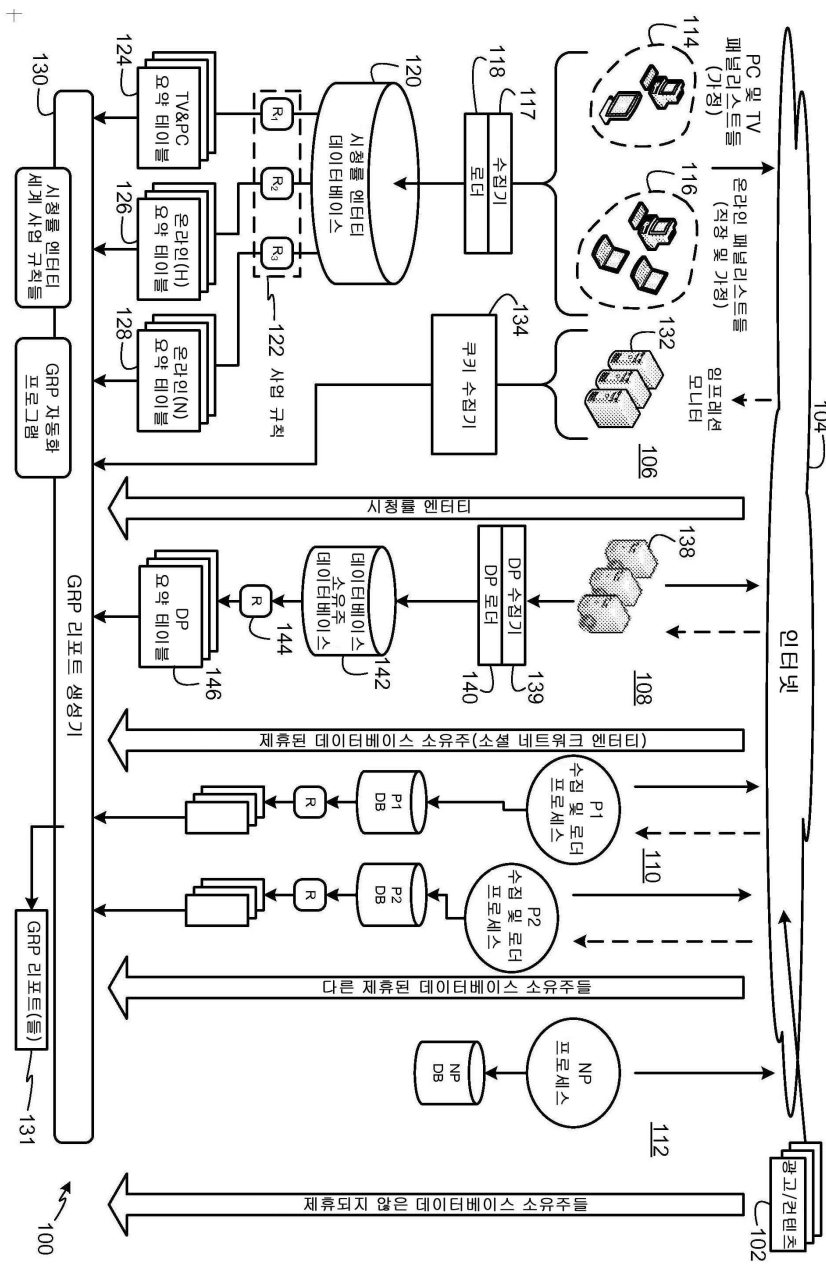 104
인터넷
광고/컨텐츠
102
PC 및 TV
패널리스트들
(가정)
114
온라인 패널리스트들
(직장 및 가정)
116
임프레션
모니터
132
106
138
108
110
112
117
118
수집기
로더
134
쿠키 수집기
DP 수집기
DP 로더
139
140
P1
수집 및 로더
프로세스
P2
수집 및 로더
프로세스
NP
프로세스
120
시청률 엔터티
데이터베이스
데이터베이스
소유주
데이터베이스
142
P1
DB
P2
DB
NP
DB
R1
R2
R3
122 사업 규칙
R
144
R
R
124
TV&PC
요약 테이블
126
온라인(H)
요약 테이블
128
온라인(N)
요약 테이블
DP
요약 테이블
146
시청률 엔터티
제휴된 데이터베이스 소유주(소셜 네트워크 엔터티)
다른 제휴된 데이터베이스 소유주들
제휴되지 않은 데이터베이스 소유주들
130
시청률 엔터티
세계 사업 규칙들
GRP 자동화
프로그램
GRP 리포트 생성기
GRP 리포트(들)
131
100